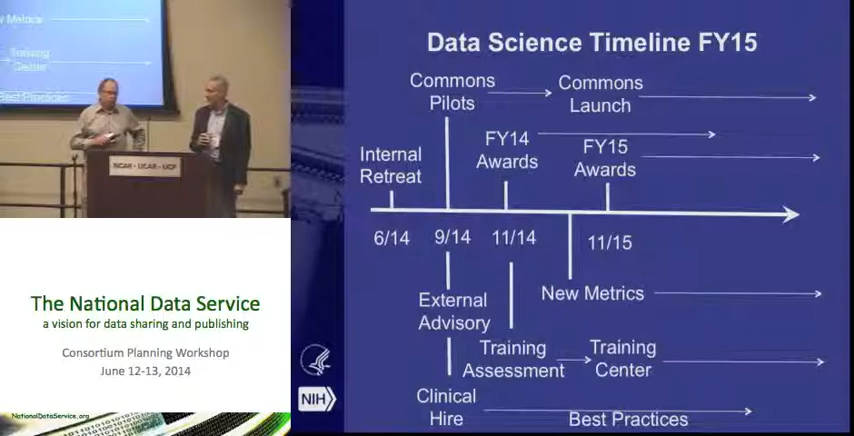 w Metrics
Training
Center
Best Practices
NCAR - UCAR - UCP
The National Data Service
a vision for data sharing and publishing
Consortium Planning Workshop
June 12-13, 2014
NationalDataService.org
Data Science Timeline FY15
Commons
Pilots
Commons
Launch
FY14
Awards
FY15
Awards
Internal
Retreat
6/14
9/14
11/14
11/15
External
Advisory
New Metrics
Training
Assessment
Training
Center
Clinical
Hire
Best Practices
NIH